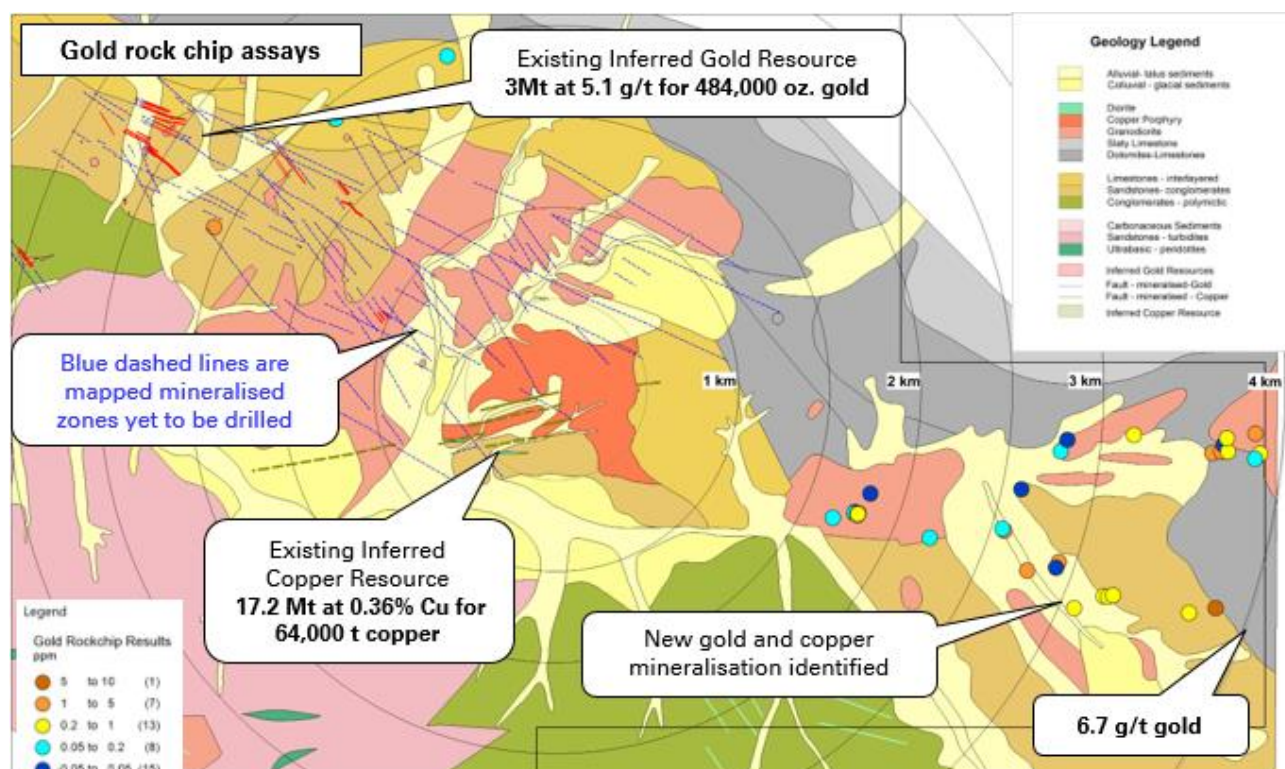 Gold rock chip assays
Existing Inferred Gold Resource
3Mt at 5.1 g/t for 484,000 oz. gold
Geology Legend
Alluvial- talus sediments
Colluvial - glacial sediments
Diorite
Copper Porphyry
Granodiorite
Slaty Limestone
Dolomites-Limestones
Limestones - interlayered
Sandstones- conglomerates
Conglomerates - polymictic
Carbonaceous Sediments
Sandstones - turbidites
Ultrabasic - peridotites
Inferred Gold Resources
Fault - mineralised-Gold
Fault - mineralised - Copper
Inferred Copper Resource
Blue dashed lines are
mapped mineralised
zones yet to be drilled
1 km
2 km
3 km
4 km
Existing Inferred
Copper Resource
17.2 Mt at 0.36% Cu for
64,000 t copper
New gold and copper
mineralisation identified
6.7 g/t gold
Legend
Gold Rockchip Results
ppm
5 to 10 (1)
1 to 5 (7)
0.2 to 1 (13)
0.05 to 0.2 (8)